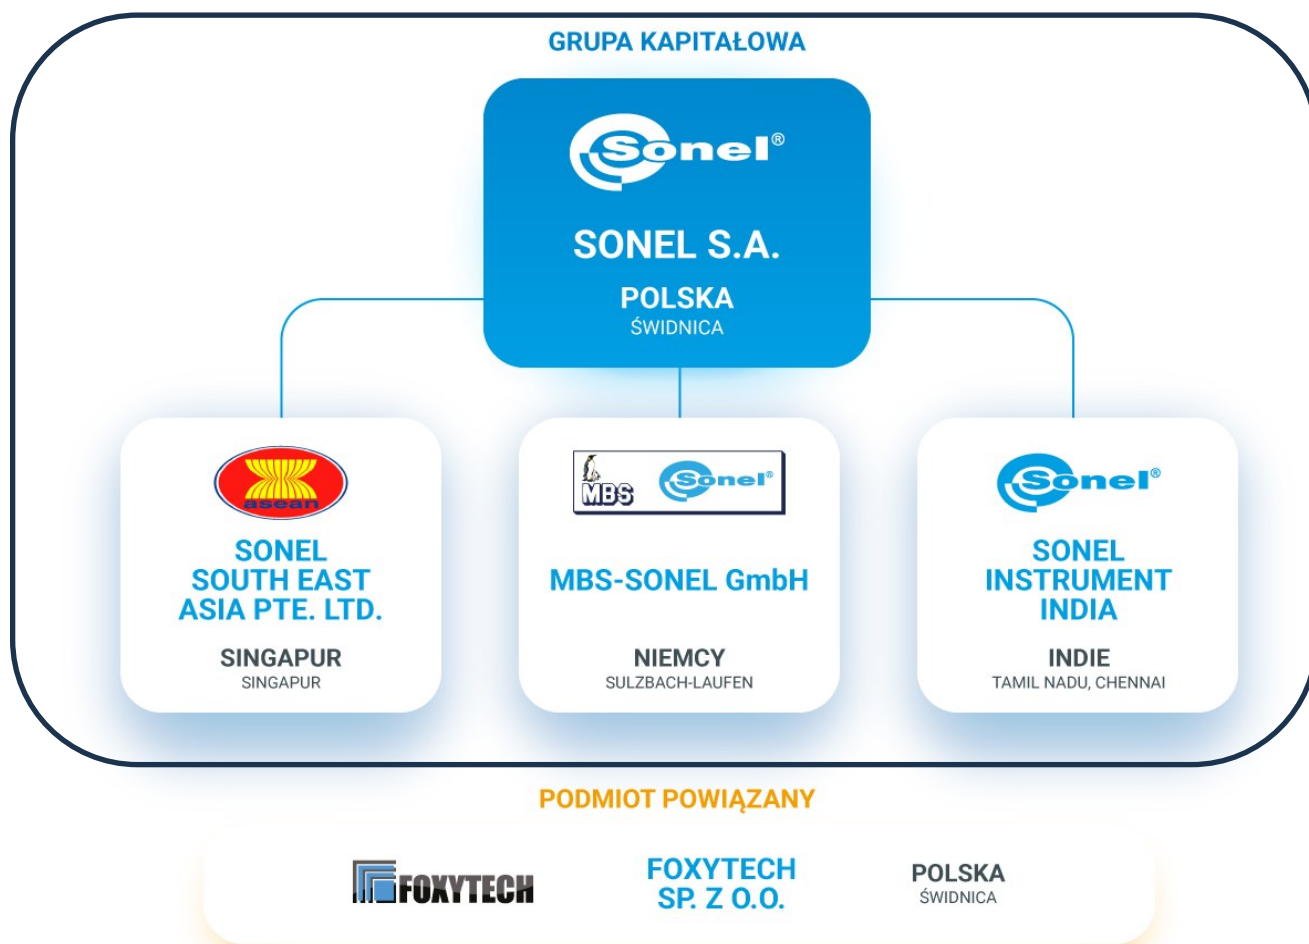 GRUPA KAPITAŁOWA
Sonel®
SONEL S.A.
POLSKA
ŚWIDNICA
asean
SONEL
SOUTH EAST
ASIA PTE. LTD.
SINGAPUR
SINGAPUR
MBS Sonel®
MBS-SONEL GmbH
NIEMCY
SULZBACH-LAUFEN
Sonel®
SONEL
INSTRUMENT
INDIA
INDIE
TAMIL NADU, CHENNAI
PODMIOT POWIĄZANY
FOXYTECH
FOXYTECH
SP. Z O.O.
POLSKA
ŚWIDNICA